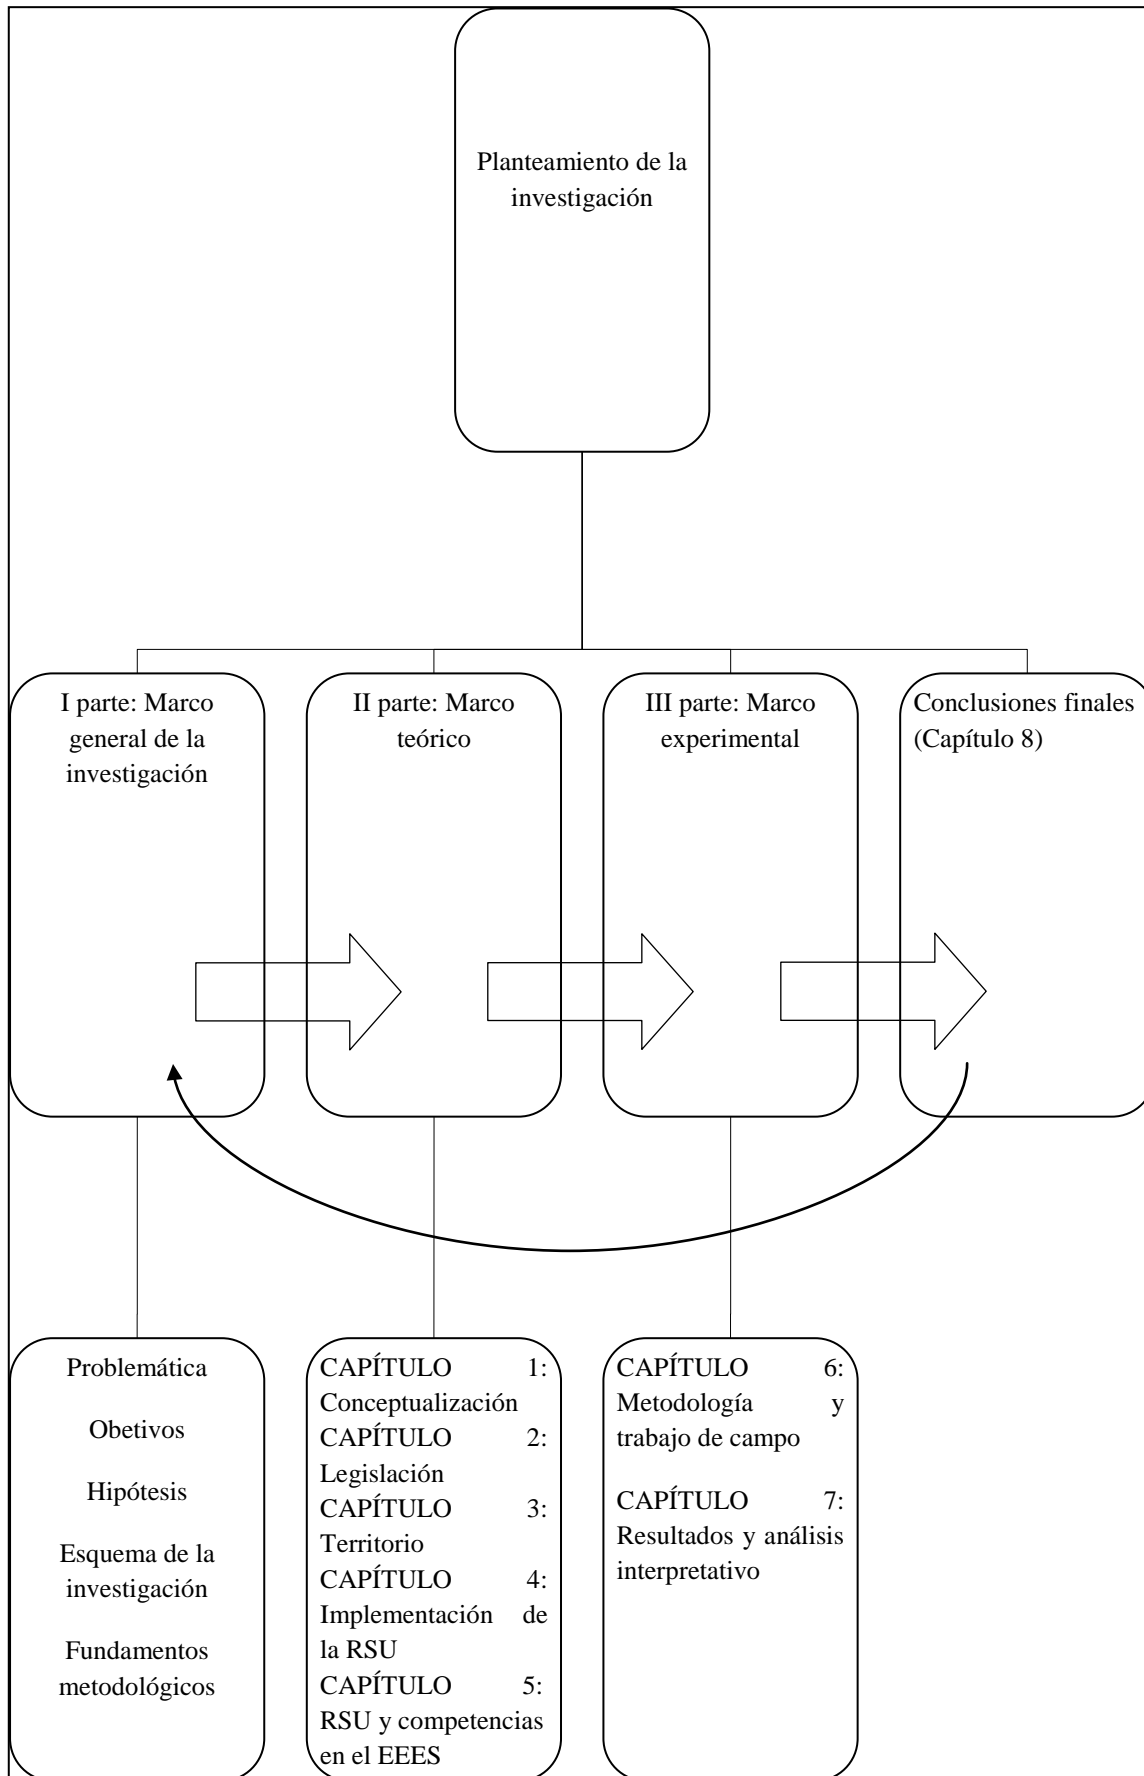 Planteamiento de la
investigación
I parte: Marco
general de la
investigación
II parte: Marco
teórico
III parte: Marco
experimental
Conclusiones finales
(Capítulo 8)
Problemática
Obetivos
Hipótesis
Esquema de la
investigación
Fundamentos
metodológicos
CAPÍTULO 1:
Conceptualización
CAPÍTULO 2:
Legislación
CAPÍTULO 3:
Territorio
CAPÍTULO 4:
Implementación de
la RSU
CAPÍTULO 5:
RSU y competencias
en el EEES
CAPÍTULO 6:
Metodología y
trabajo de campo
CAPÍTULO 7:
Resultados y análisis
interpretativo